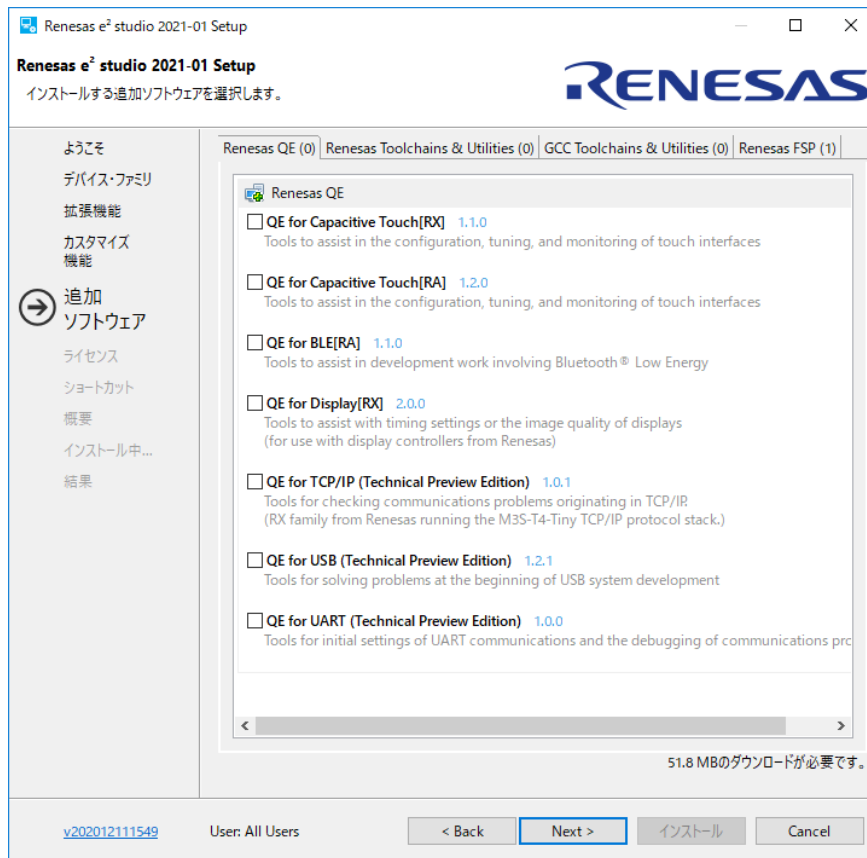 Renesas e² studio 2021-01 Setup
Renesas e² studio 2021-01 Setup
インストールする追加ソフトウェアを選択します。
RENESAS
ようこそ
デバイス・ファミリ
拡張機能
カスタマイズ
機能
追加
ソフトウェア
ライセンス
ショートカット
概要
インストール中...
結果
Renesas QE (0) Renesas Toolchains & Utilities (0) GCC Toolchains & Utilities (0) Renesas FSP (1)
Renesas QE
QE for Capacitive Touch[RX] 1.1.0
Tools to assist in the configuration, tuning, and monitoring of touch interfaces
QE for Capacitive Touch[RA] 1.2.0
Tools to assist in the configuration, tuning, and monitoring of touch interfaces
QE for BLE[RA] 1.1.0
Tools to assist in development work involving Bluetooth® Low Energy
QE for Display[RX] 2.0.0
Tools to assist with timing settings or the image quality of displays
(for use with display controllers from Renesas)
QE for TCP/IP (Technical Preview Edition) 1.0.1
Tools for checking communications problems originating in TCP/IP.
(RX family from Renesas running the M3S-T4-Tiny TCP/IP protocol stack.)
QE for USB (Technical Preview Edition) 1.2.1
Tools for solving problems at the beginning of USB system development
QE for UART (Technical Preview Edition) 1.0.0
Tools for initial settings of UART communications and the debugging of communications prc
51.8 MBのダウンロードが必要です。
v202012111549
User: All Users
< Back
Next >
インストール
Cancel